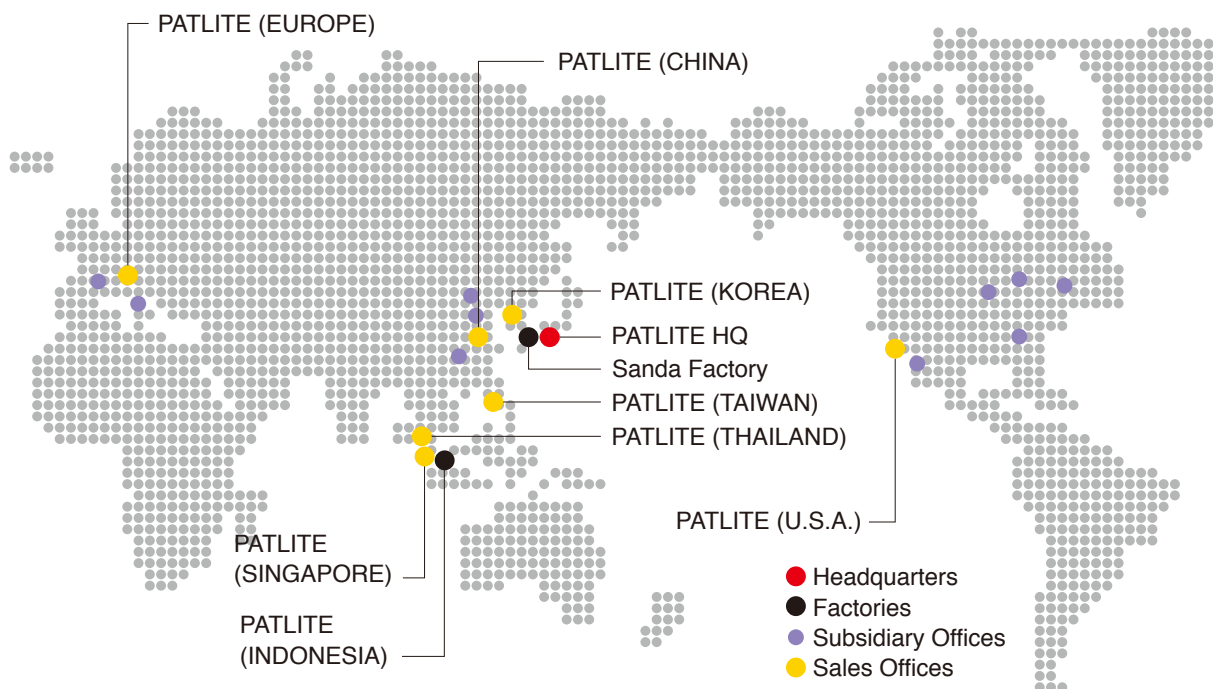 PATLITE (EUROPE)
PATLITE (CHINA)
PATLITE (KOREA)
PATLITE HQ
Sanda Factory
PATLITE (TAIWAN)
PATLITE (THAILAND)
PATLITE (U.S.A.)
PATLITE
(SINGAPORE)
PATLITE
(INDONESIA)
Headquarters
Factories
Subsidiary Offices
Sales Offices